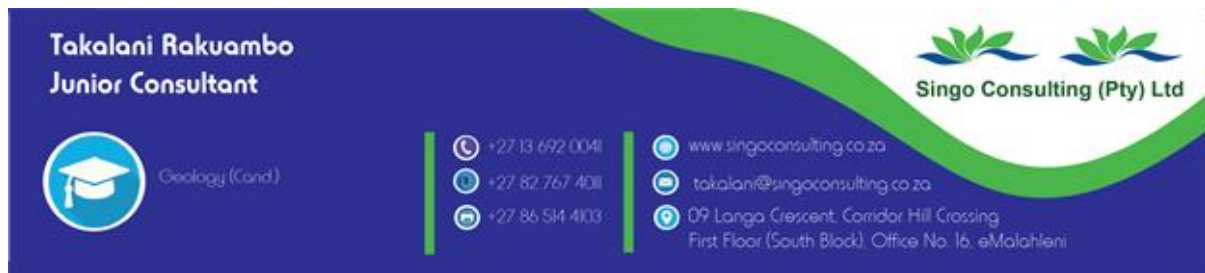 Takalani Rakuambo
Junior Consultant
Singo Consulting (Pty) Ltd
Geology (Cand.)
+27 13 692 0041
+27 82 767 4011
+27 86 514 4103
www.singoconsulting.co.za
takalani@singoconsulting.co.za
09 Langa Crescent, Corridor Hill Crossing
First Floor (South Block), Office No. 16, eMalahleni